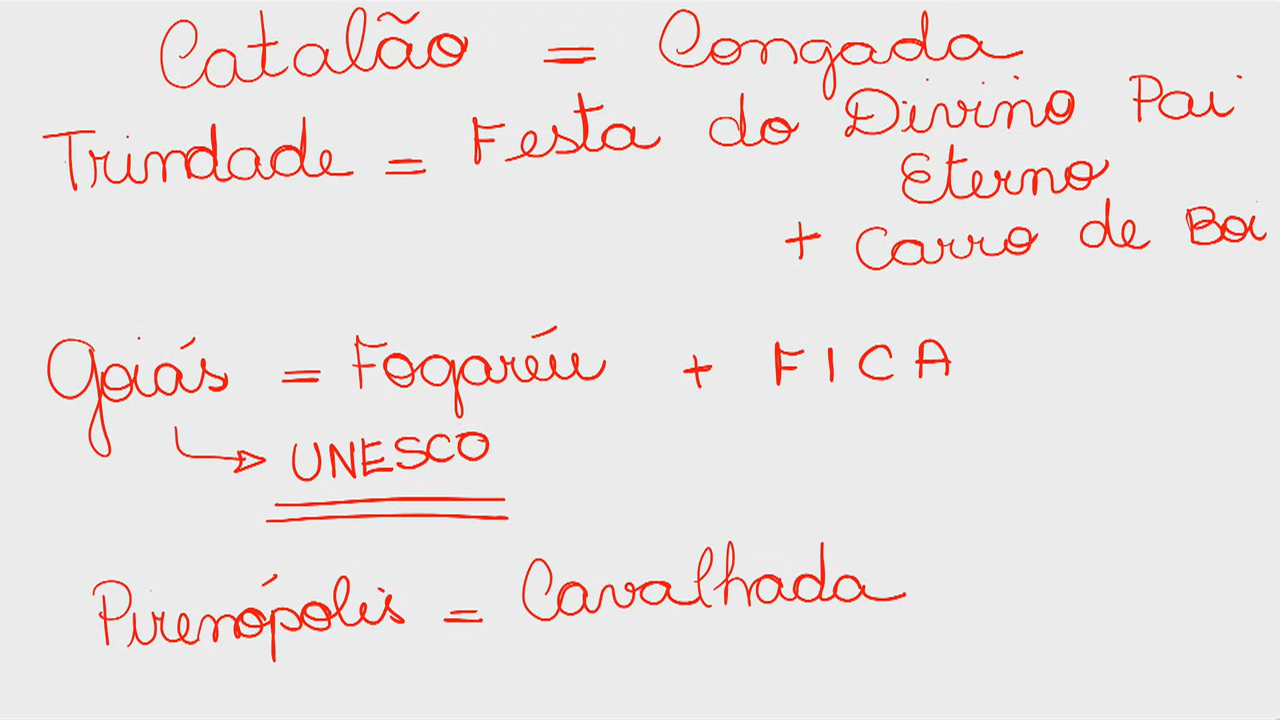 Catalão = Congada
Trindade = Festa do Divino Pai
Eterno
+ Carro de Boi
Goiás = Fogaréu + FICA
UNESCO
Pirenópolis = Cavalhada